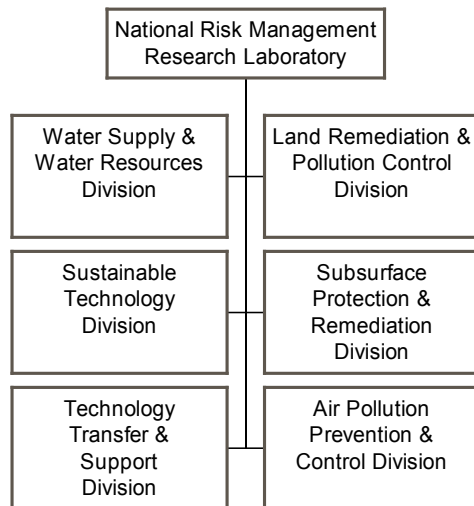 National Risk Management
Research Laboratory
Water Supply &
Water Resources
Division
Land Remediation &
Pollution Control
Division
Sustainable
Technology
Division
Subsurface
Protection &
Remediation
Division
Technology
Transfer &
Support
Division
Air Pollution
Prevention &
Control Division